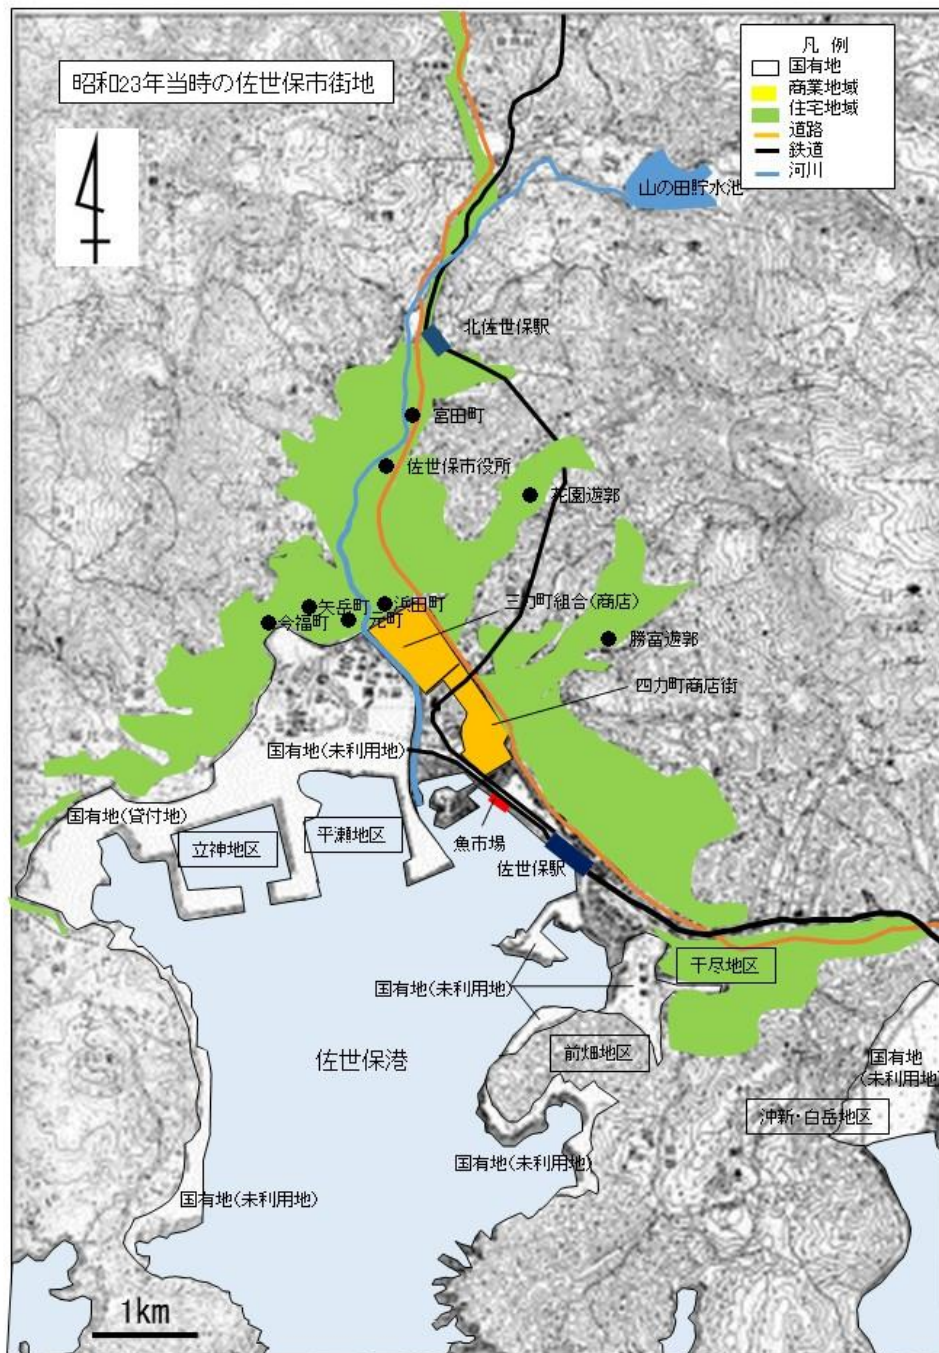 昭和23年当時の佐世保市街地
凡 例
国有地
商業地域
住宅地域
道路
鉄道
河川
山の田貯水池
北佐世保駅
宮田町
佐世保市役所
花園遊郭
矢岳町
浜田町
今福町
元町
三力町組合(商店)
勝富遊郭
四力町商店街
国有地(未利用地)
国有地(貸付地)
立神地区
平瀬地区
魚市場
佐世保駅
干尽地区
国有地(未利用地)
前畑地区
佐世保港
国有地
(未利用地)
沖新・白岳地区
国有地(未利用地)
国有地(未利用地)
1km